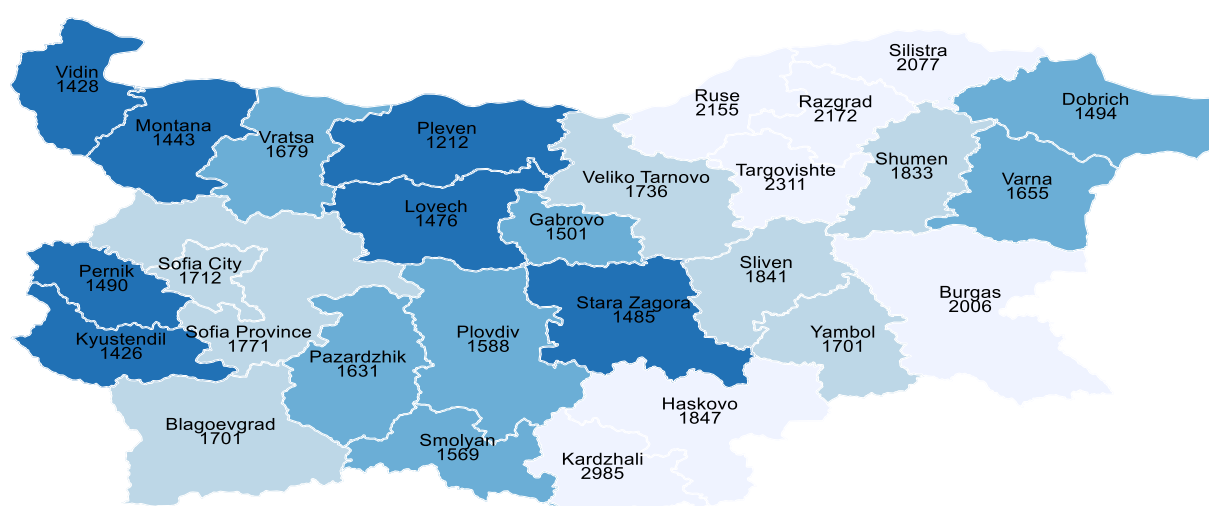 Silistra
2077
Vidin
1428
Ruse
2155
Razgrad
2172
Dobrich
1494
Montana
1443
Vratsa
1679
Pleven
1212
Shumen
1833
Targovishte
2311
Veliko Tarnovo
1736
Varna
1655
Lovech
1476
Gabrovo
1501
Sofia City
1712
Pernik
1490
Sliven
1841
Burgas
2006
Stara Zagora
1485
Kyustendil
1426
Sofia Province
1771
Plovdiv
1588
Yambol
1701
Pazardzhik
1631
Haskovo
1847
Blagoevgrad
1701
Smolyan
1569
Kardzhali
2985